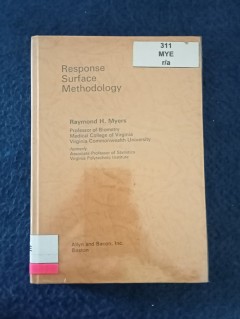 311
MYE
r/a
Response
Surface
Methodology
Raymond H. Myers
Professor of Biometry
Medical College of Virginia
Virginia Commonwealth University
formerly
Associate Professor of Statistics
Virginia Polytechnic Institute
Allyn and Bacon, Inc.
Boston